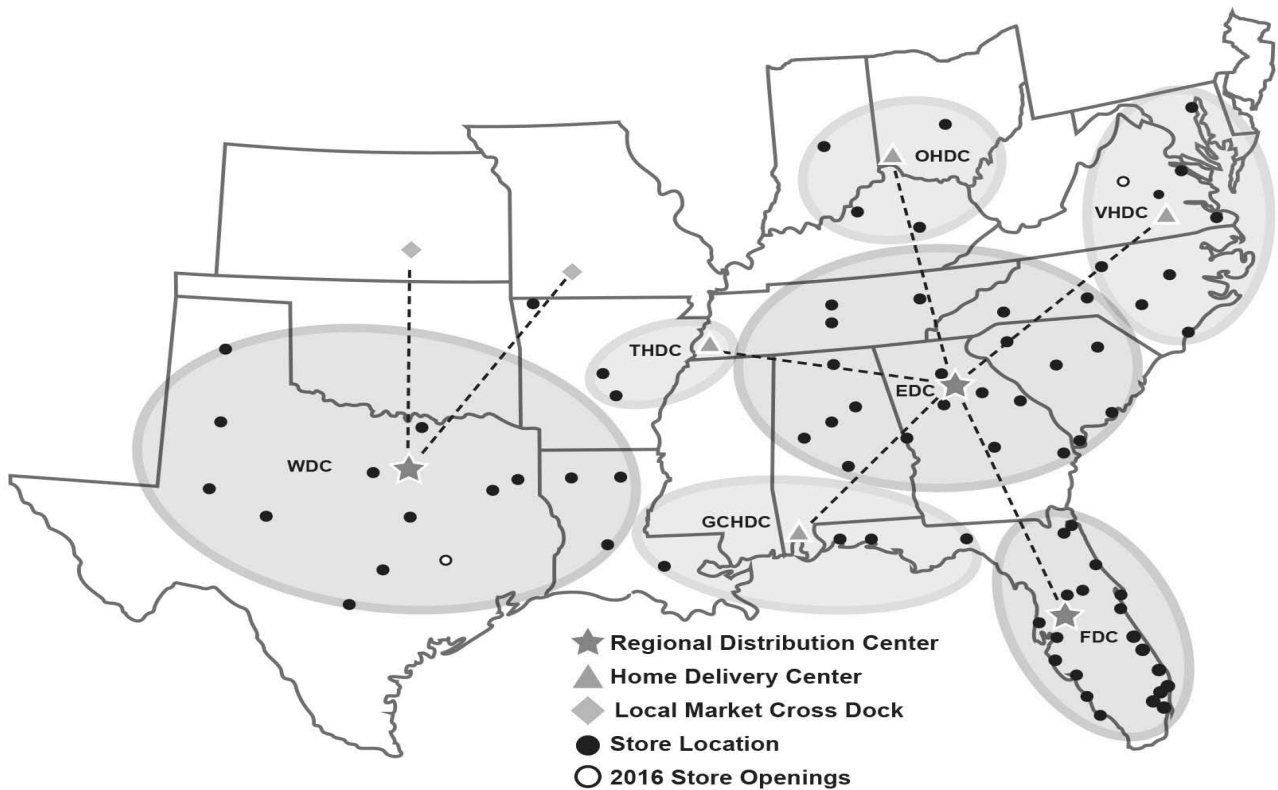 OHDC
VHDC
THDC
EDC
WDC
GCHDC
FDC
Regional Distribution Center
Home Delivery Center
Local Market Cross Dock
Store Location
2016 Store Openings